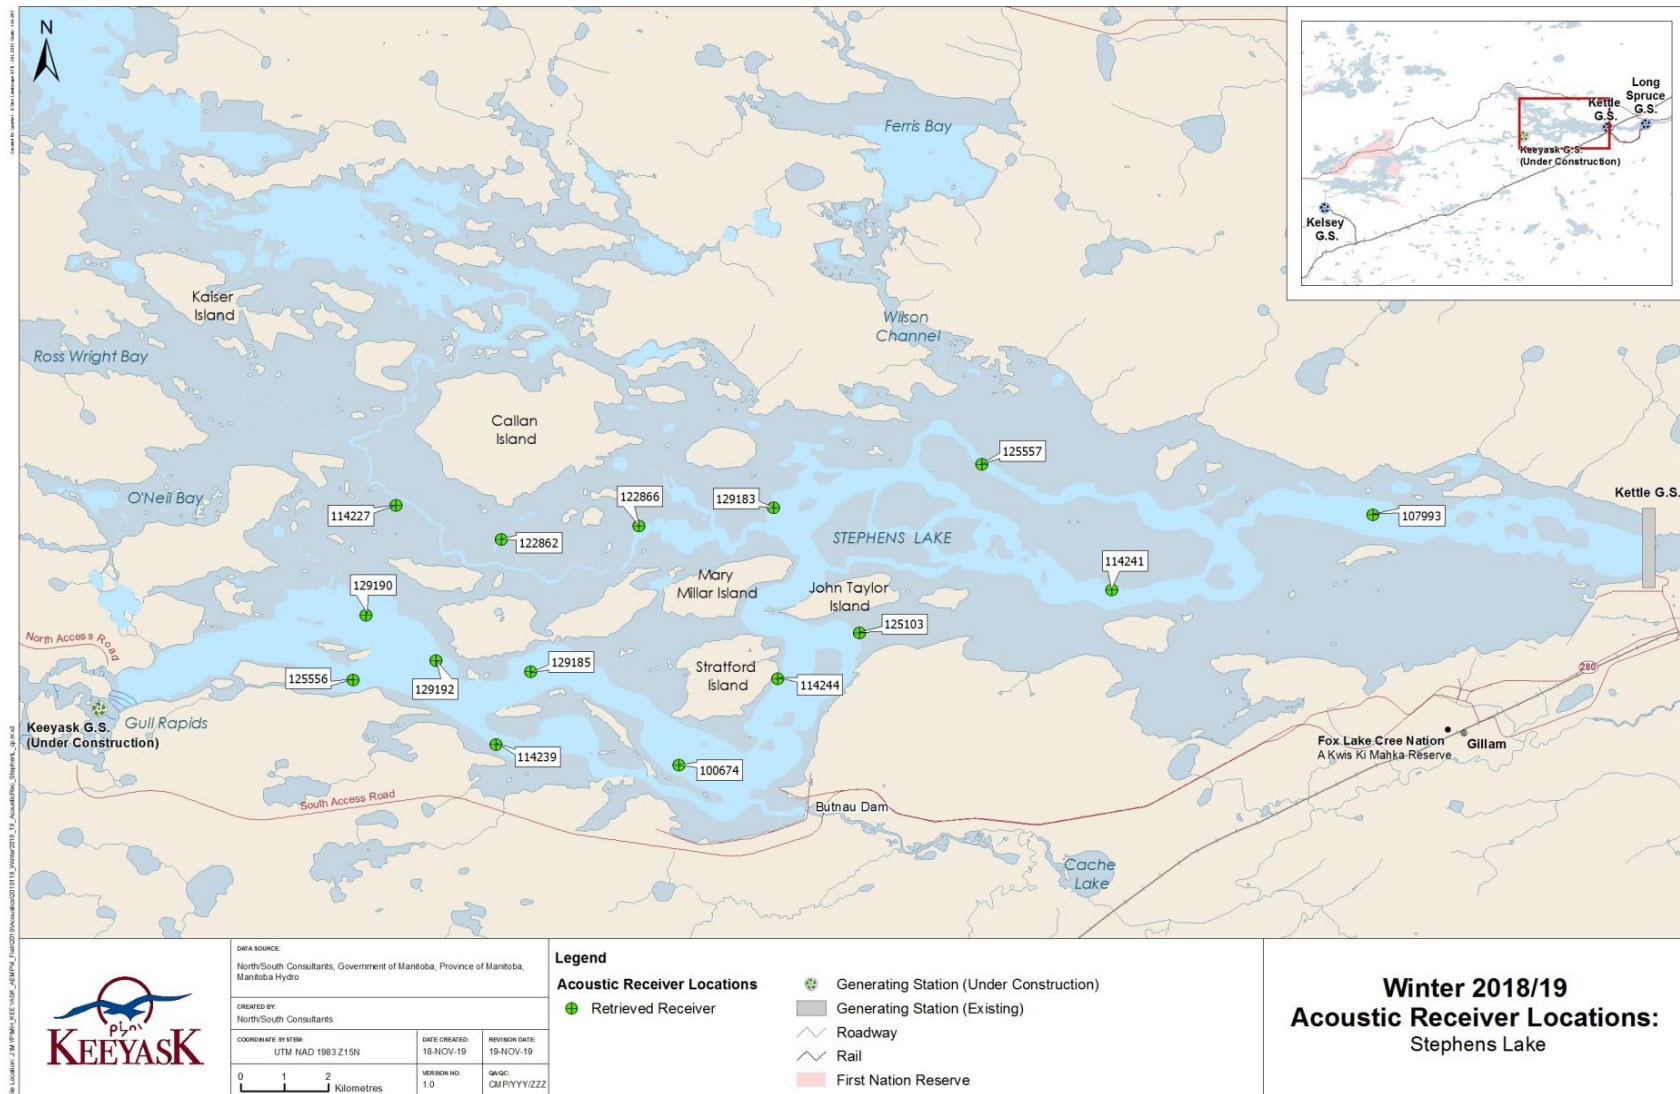 N
Ferris Bay
Long
Spruce
G.S.
Kettle
G.S.
Keeyask G.S.
(Under Construction)
Kelsey
G.S.
Kaiser
Island
Ross Wright Bay
Wilson
Channel
Callan
Island
125557
O'Neil Bay
122866
129183
Kettle G.S.
114227
107993
122862
STEPHENS LAKE
114241
129190
Mary
Millar Island
John Taylor
Island
125103
North Access Road
129185
Stratford
Island
125556
129192
114244
280
Keeyask G.S.
(Under Construction)
Gull Rapids
Fox Lake Cree Nation
A Kwis Ki Mahka Reserve
Gillam
114239
100674
South Access Road
Butnau Dam
Cache
Lake
KEEYASK
DATA SOURCE:
North/South Consultants, Government of Manitoba, Province of Manitoba,
Manitoba Hydro
CREATED BY:
North/South Consultants
COORDINATE SYSTEM:
UTM NAD 1983 Z15N
DATE CREATED:
18-NOV-19
REVISION DATE:
19-NOV-19
0 1 2
Kilometres
VERSION NO:
1.0
QA/QC:
CMP/YYY/ZZZ
Legend
Acoustic Receiver Locations
Retrieved Receiver
Generating Station (Under Construction)
Generating Station (Existing)
Roadway
Rail
First Nation Reserve
Winter 2018/19
Acoustic Receiver Locations:
Stephens Lake